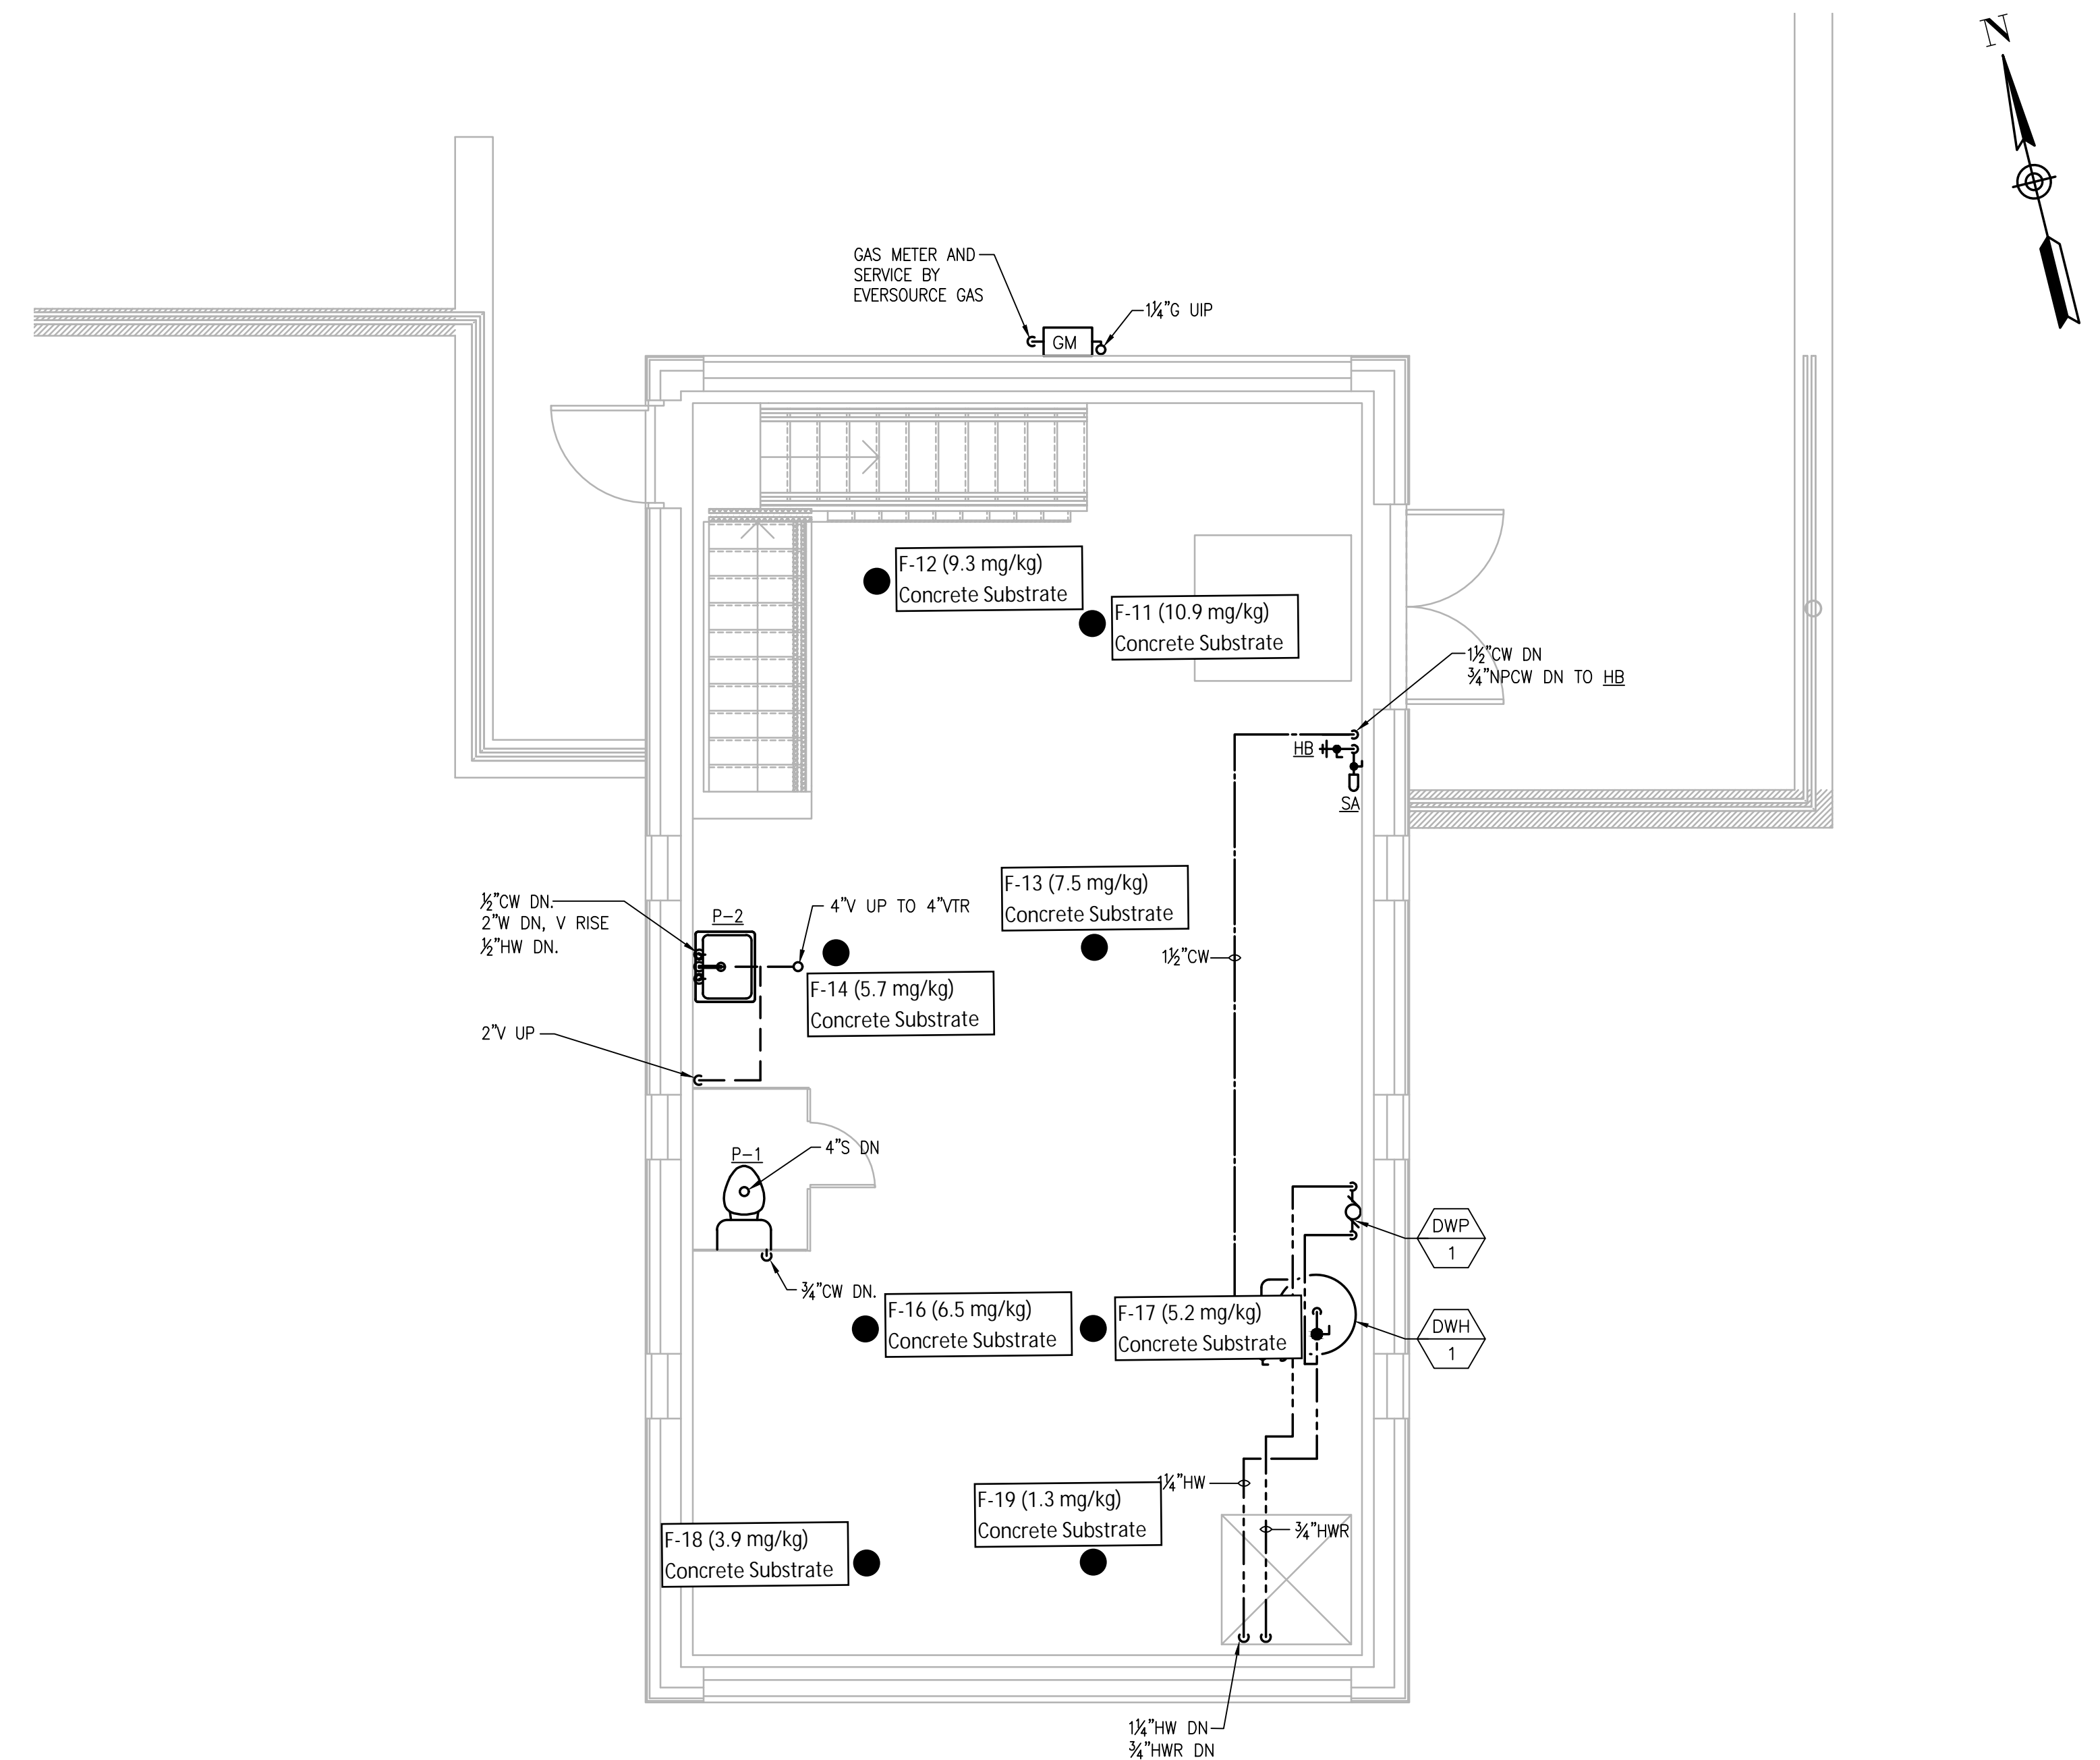 N
GAS METER AND
SERVICE BY
EVERSOURCE GAS
1¼"G UIP
GM
F-12 (9.3 mg/kg)
Concrete Substrate
F-11 (10.9 mg/kg)
Concrete Substrate
1½"CW DN
¾"NPCW DN TO HB
HB
SA
F-13 (7.5 mg/kg)
Concrete Substrate
½"CW DN.
2"W DN, V RISE
½"HW DN.
P-2
4"V UP TO 4"VTR
1½"CW
F-14 (5.7 mg/kg)
Concrete Substrate
2"V UP
P-1
4"S DN
¾"CW DN.
DWP
1
F-16 (6.5 mg/kg)
Concrete Substrate
F-17 (5.2 mg/kg)
Concrete Substrate
DWH
1
1¼"HW
F-19 (1.3 mg/kg)
Concrete Substrate
¾"HWR
F-18 (3.9 mg/kg)
Concrete Substrate
1¼"HW DN
¾"HWR DN